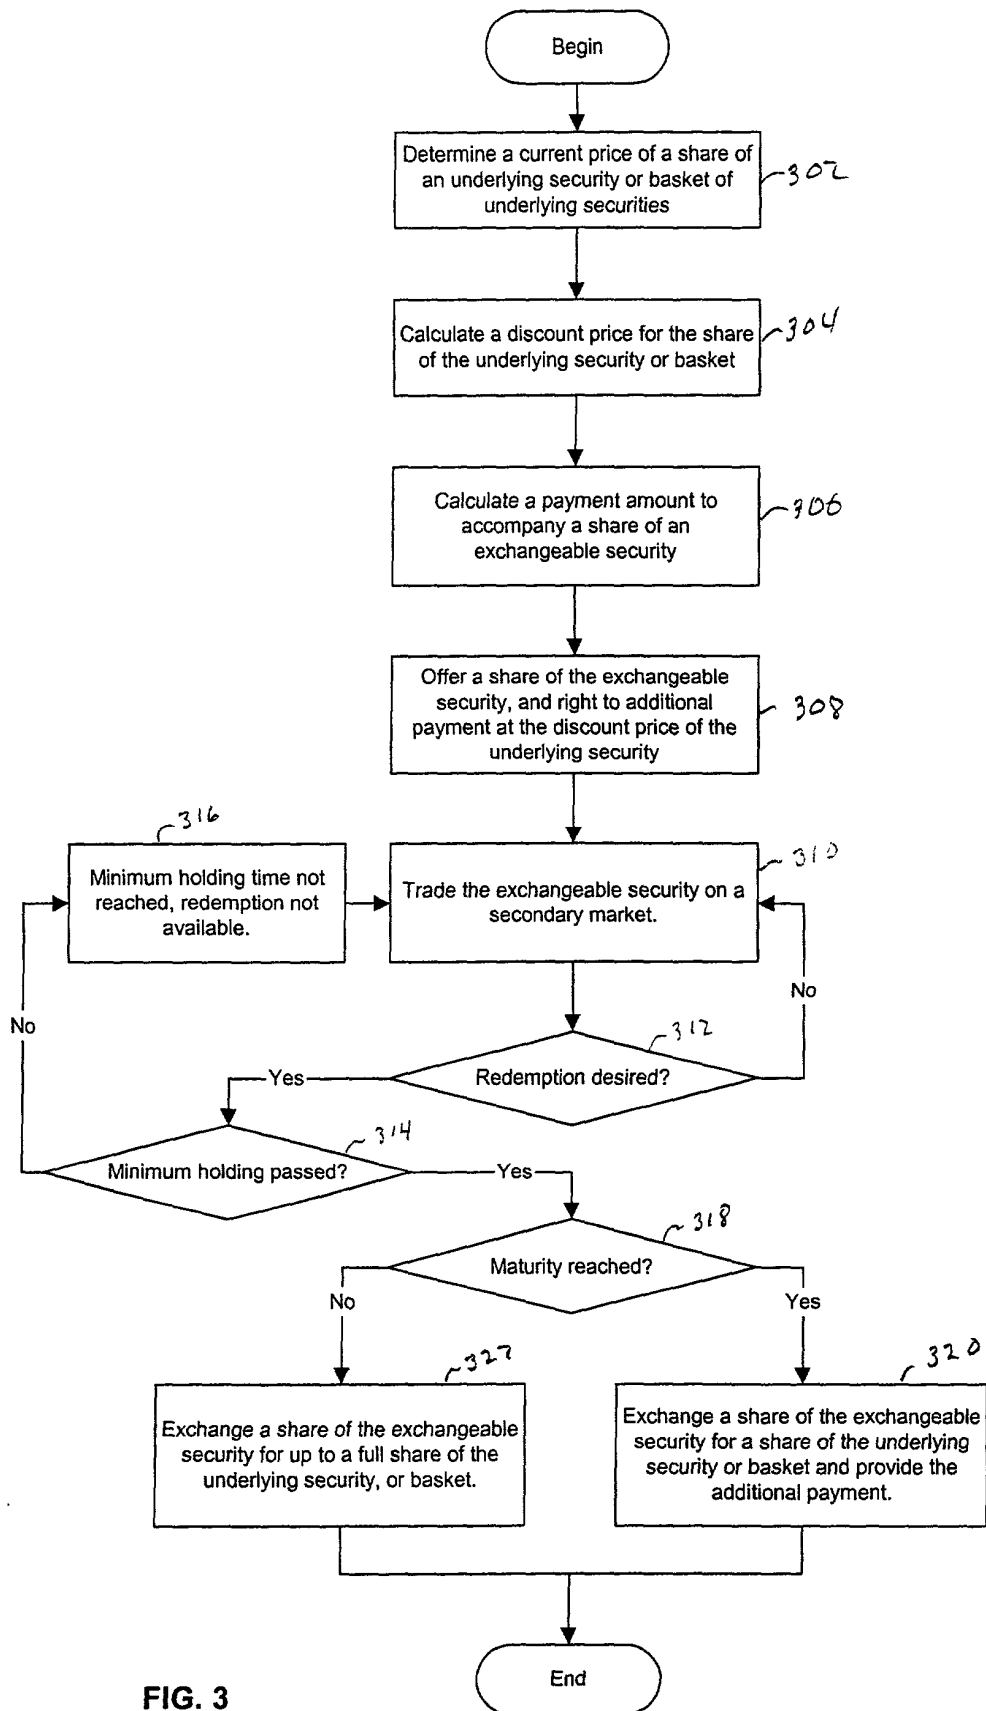 Begin
Determine a current price of a share of
an underlying security or basket of
underlying securities
302
Calculate a discount price for the share
of the underlying security or basket
304
Calculate a payment amount to
accompany a share of an
exchangeable security
306
Offer a share of the exchangeable
security, and right to additional
payment at the discount price of the
underlying security
308
316
Minimum holding time not
reached, redemption not
available.
310
Trade the exchangeable security on a
secondary market.
No
No
312
Redemption desired?
Yes
314
Minimum holding passed?
Yes
318
Maturity reached?
No
Yes
322
Exchange a share of the exchangeable
security for up to a full share of the
underlying security, or basket.
320
Exchange a share of the exchangeable
security for a share of the underlying
security or basket and provide the
additional payment.
End
FIG. 3